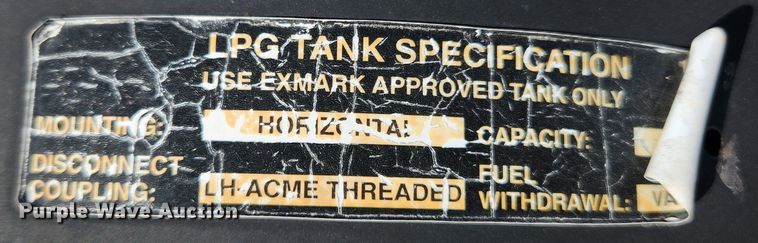 LPG TANK SPECIFICATION
USE EXMARK APPROVED TANK ONLY
MOUNTING: HORIZONTAL CAPACITY:
DISCONNECT COUPLING: LH-ACME THREADED FUEL WITHDRAWAL: VA
Purple Wave Auction